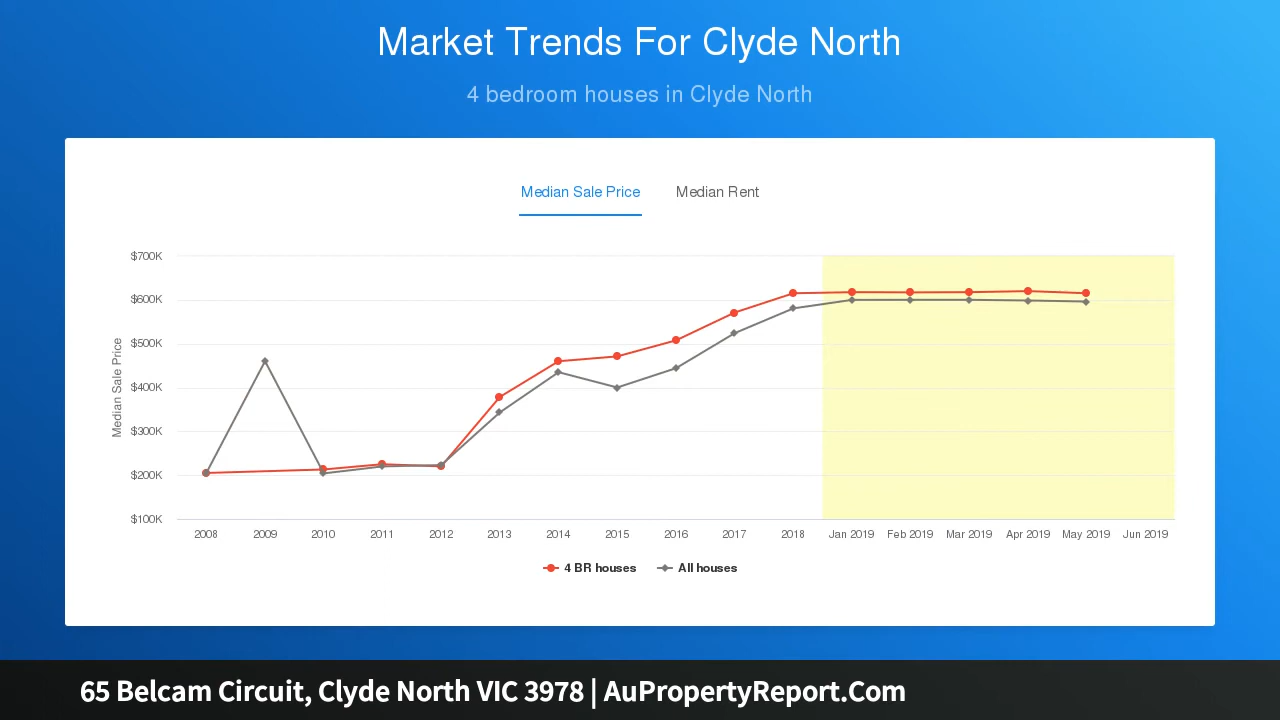 Market Trends For Clyde North
4 bedroom houses in Clyde North
Median Sale Price Median Rent
Median Sale Price
$700K
$600K
$500K
$400K
$300K
$200K
$100K
2008 2009 2010 2011 2012 2013 2014 2015 2016 2017 2018 Jan 2019 Feb 2019 Mar 2019 Apr 2019 May 2019 Jun 2019
4 BR houses All houses
65 Belcam Circuit, Clyde North VIC 3978 | AuPropertyReport.Com